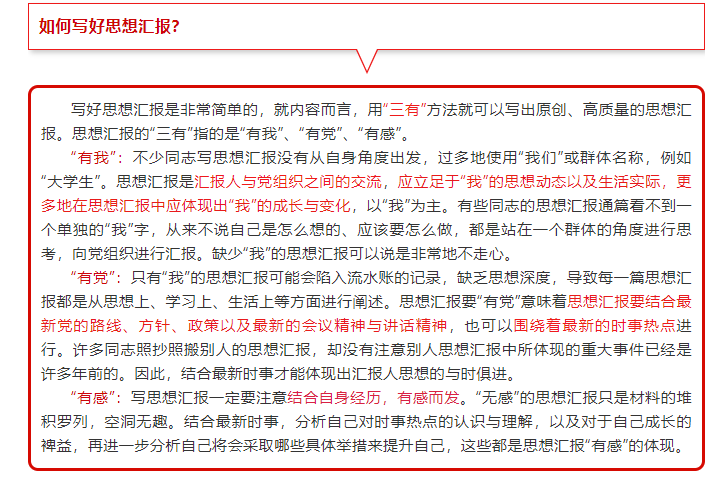 如何写好思想汇报?
写好思想汇报是非常简单的，就内容而言，用“三有”方法就可以写出原创、高质量的思想汇
报。思想汇报的“三有”指的是“有我”、“有党”、“有感”。
“有我”：不少同志写思想汇报没有从自身角度出发，过多地使用“我们”或群体名称，例如
“大学生”。思想汇报是汇报人与党组织之间的交流，应立足于“我”的思想动态以及生活实际，更
多地在思想汇报中应体现出“我”的成长与变化，以“我”为主。有些同志的思想汇报通篇看不到一
个单独的“我”字，从来不说自己是怎么想的、应该要怎么做，都是站在一个群体的角度进行思
考，向党组织进行汇报。缺少“我”的思想汇报可以说是非常地不走心。
“有党”：只有“我”的思想汇报可能会陷入流水账的记录，缺乏思想深度，导致每一篇思想汇
报都是从思想上、学习上、生活上等方面进行阐述。思想汇报要“有党”意味着思想汇报要结合最
新党的路线、方针、政策以及最新的会议精神与讲话精神，也可以围绕着最新的时事热点进
行。许多同志照抄照搬别人的思想汇报，却没有注意别人思想汇报中所体现的重大事件已经是
许多年前的。因此，结合最新时事才能体现出汇报人思想的与时俱进。
“有感”：写思想汇报一定要注意结合自身经历，有感而发。“无感”的思想汇报只是材料的堆
积罗列，空洞无趣。结合最新时事，分析自己对时事热点的认识与理解，以及对于自己成长的
裨益，再进一步分析自己将会采取哪些具体举措来提升自己，这些都是思想汇报“有感”的体现。